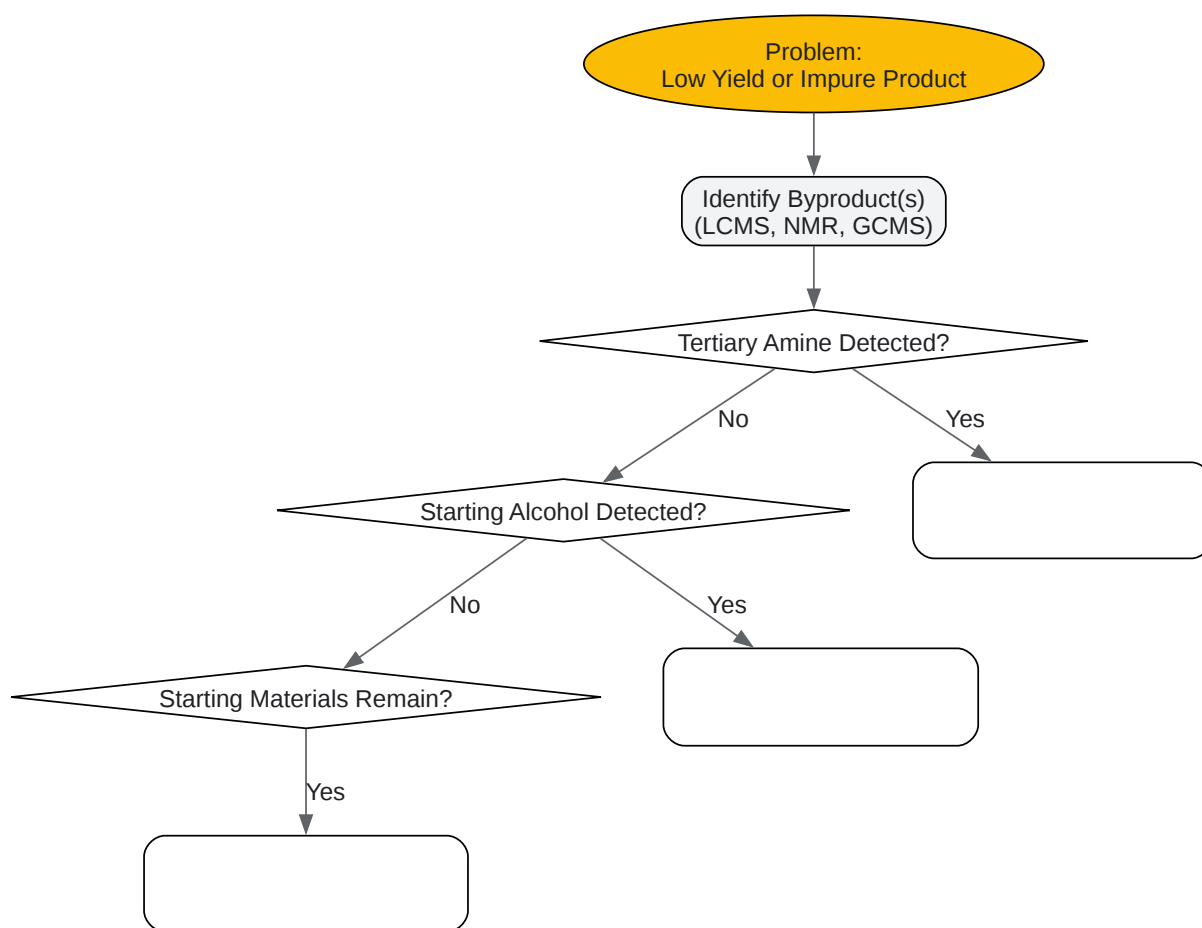 Problem:
Low Yield or Impure Product
Identify Byproduct(s)
(LCMS, NMR, GCMS)
Tertiary Amine Detected?
No
Yes
Starting Alcohol Detected?
No
Yes
Starting Materials Remain?
Yes